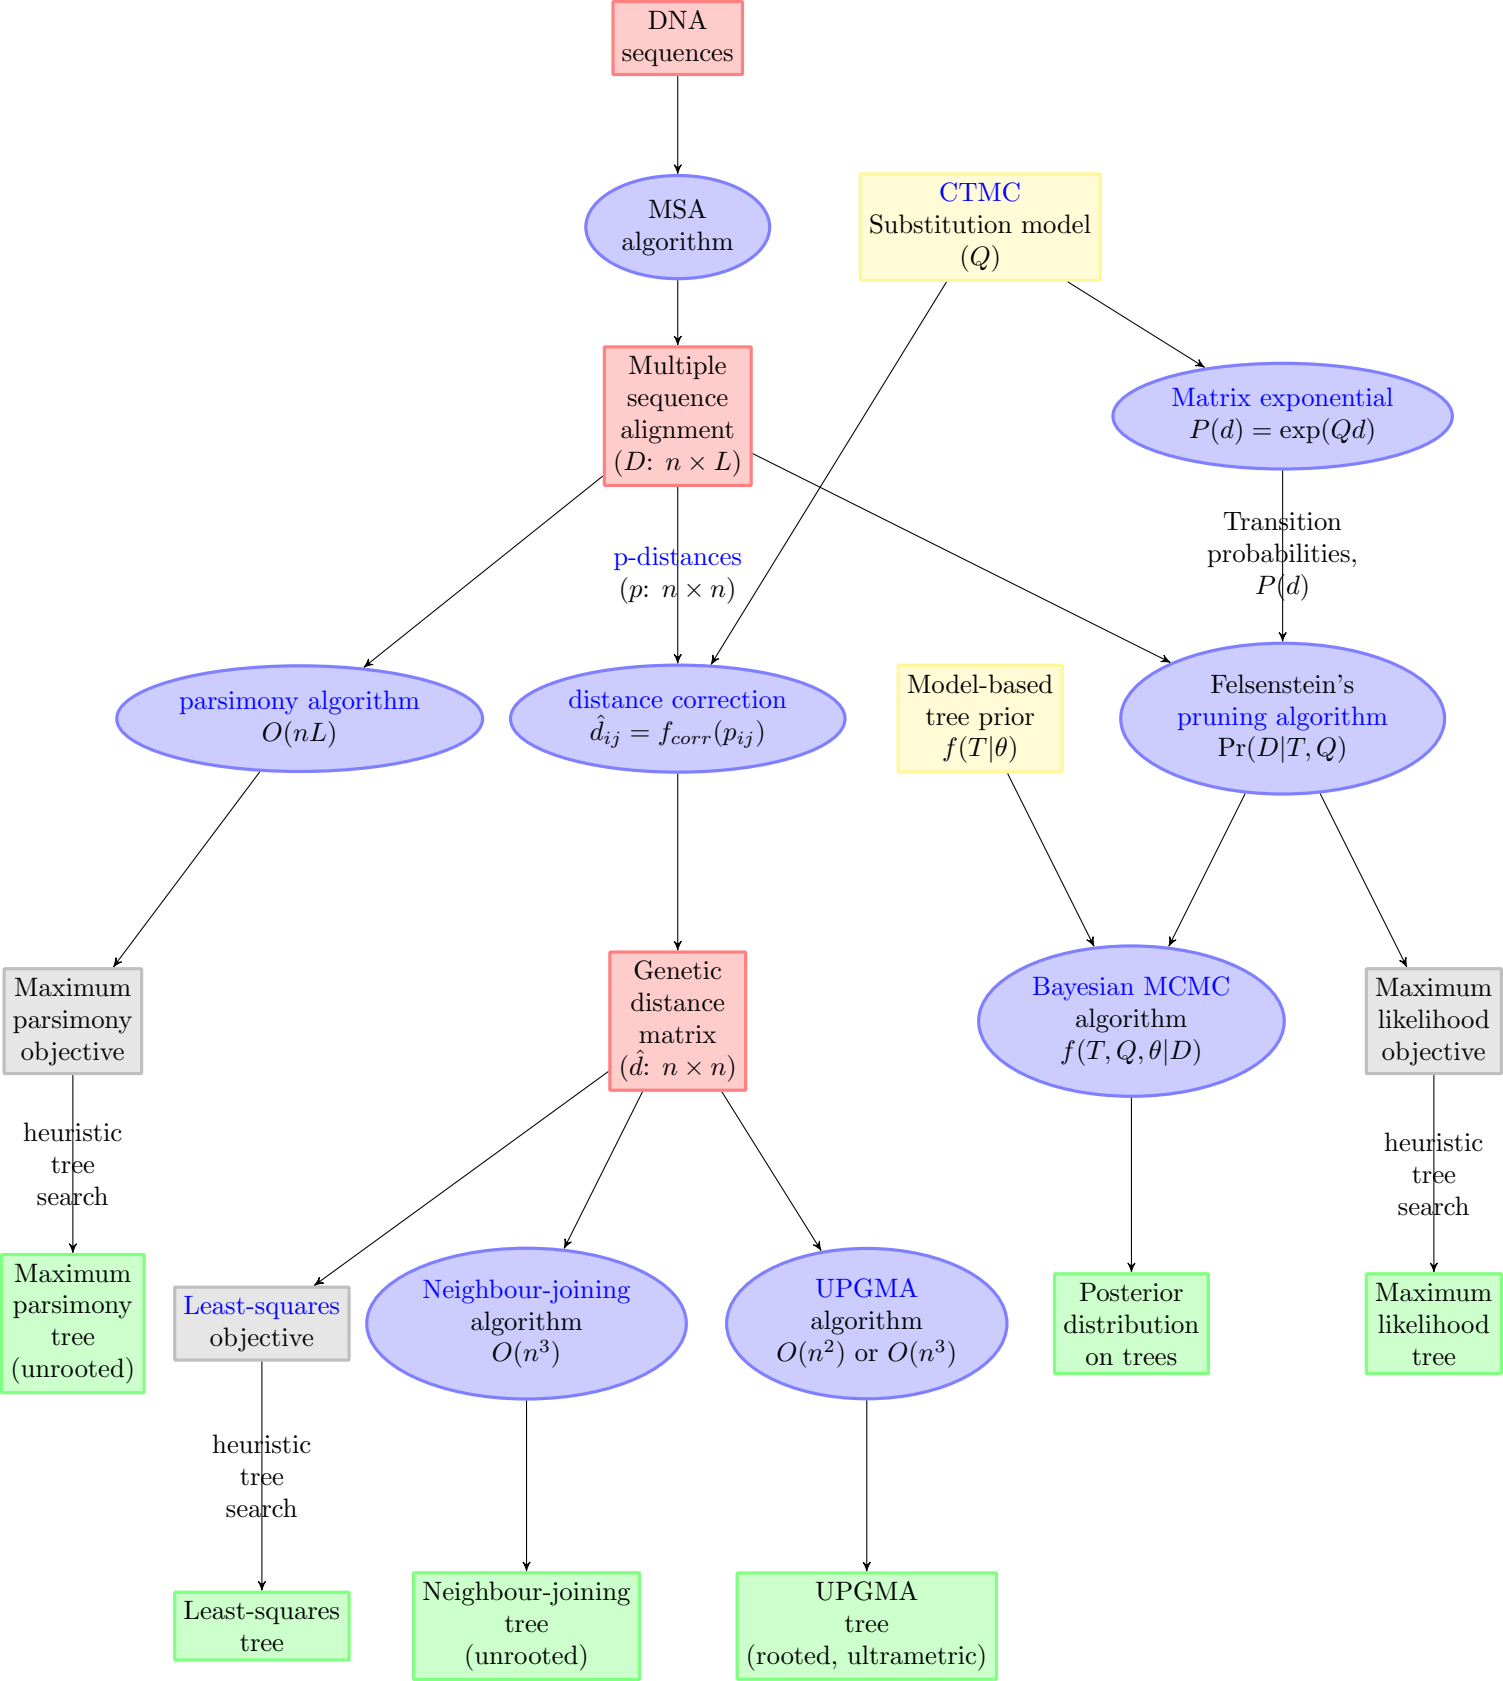 DNA
sequences
MSA
algorithm
CTMC
Substitution model
(Q)
Multiple
sequence
alignment
(D: n × L)
Matrix exponential
P(d) = exp(Qd)
p-distances
(p: n × n)
Transition
probabilities,
P(d)
parsimony algorithm
O(nL)
distance correction
d̂ij = fcorr(pij)
Model-based
tree prior
f(T|θ)
Felsenstein's
pruning algorithm
Pr(D|T, Q)
Maximum
parsimony
objective
Genetic
distance
matrix
(d̂: n × n)
Bayesian MCMC
algorithm
f(T, Q, θ|D)
Maximum
likelihood
objective
heuristic
tree
search
heuristic
tree
search
Maximum
parsimony
tree
(unrooted)
Least-squares
objective
Neighbour-joining
algorithm
O(n³)
UPGMA
algorithm
O(n²) or O(n³)
Posterior
distribution
on trees
Maximum
likelihood
tree
heuristic
tree
search
Least-squares
tree
Neighbour-joining
tree
(unrooted)
UPGMA
tree
(rooted, ultrametric)